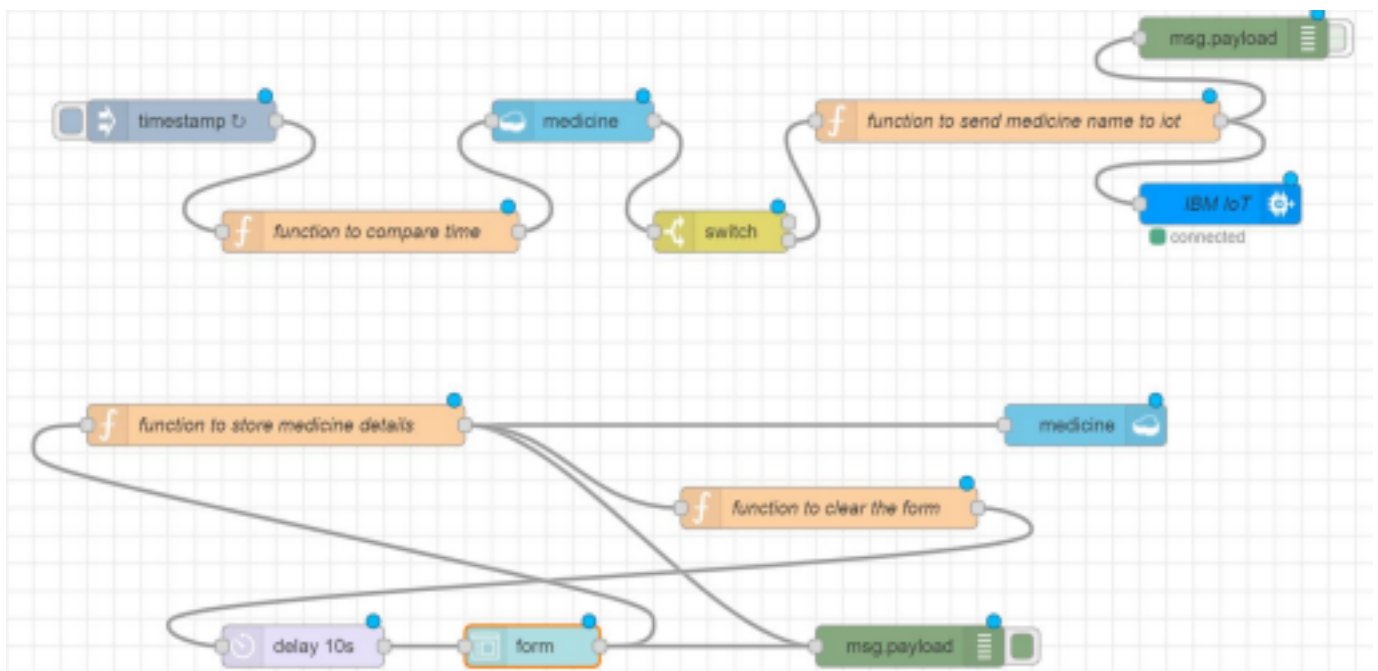 msg.payload
timestamp ↻
medicine
function to send medicine name to iot
IBM IoT
connected
function to compare time
switch
function to store medicine details
medicine
function to clear the form
delay 10s
form
msg.payload